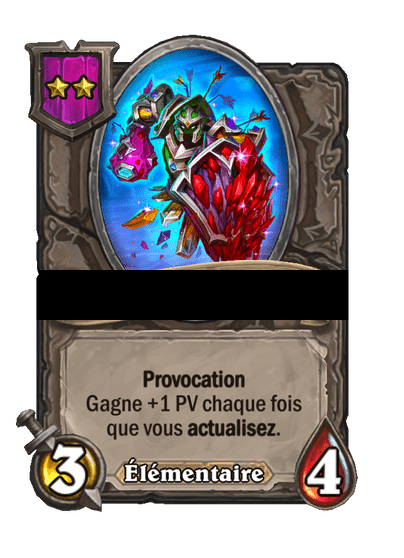 Provocation
Gagne +1 PV chaque fois
que vous actualisez.
3
Élémentaire
4